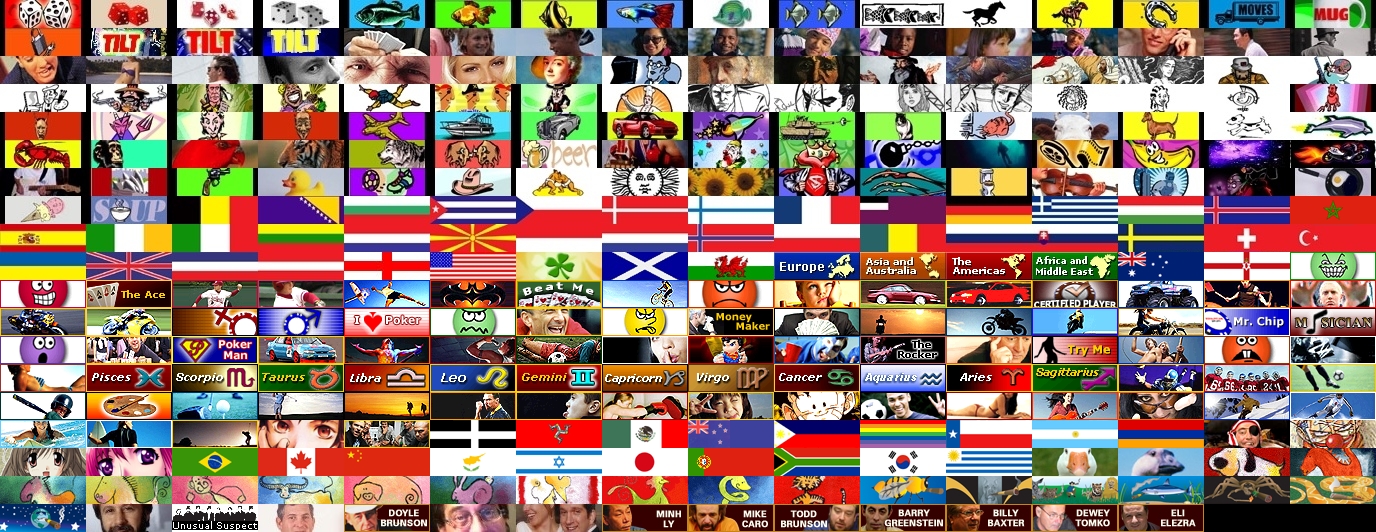 MOVES
MUG
TILT
TILT
TILT
beer
SOUP
Europe
Asia and
Australia
The
Americas
Africa and
Middle East
The Ace
Beat Me
CERTIFIED PLAYER
I Poker
Money
Maker
Mr. Chip
Poker
Man
The
Rocker
Try Me
Pisces
Scorpio
Taurus
Libra
Leo
Gemini
Capricorn
Virgo
Cancer
Aquarius
Aries
Sagittarius
Unusual Suspect
DOYLE
BRUNSON
MINH
LY
MIKE
CARO
TODD
BRUNSON
BARRY
GREENSTEIN
BILLY
BAXTER
DEWEY
TOMKO
ELI
ELEZRA